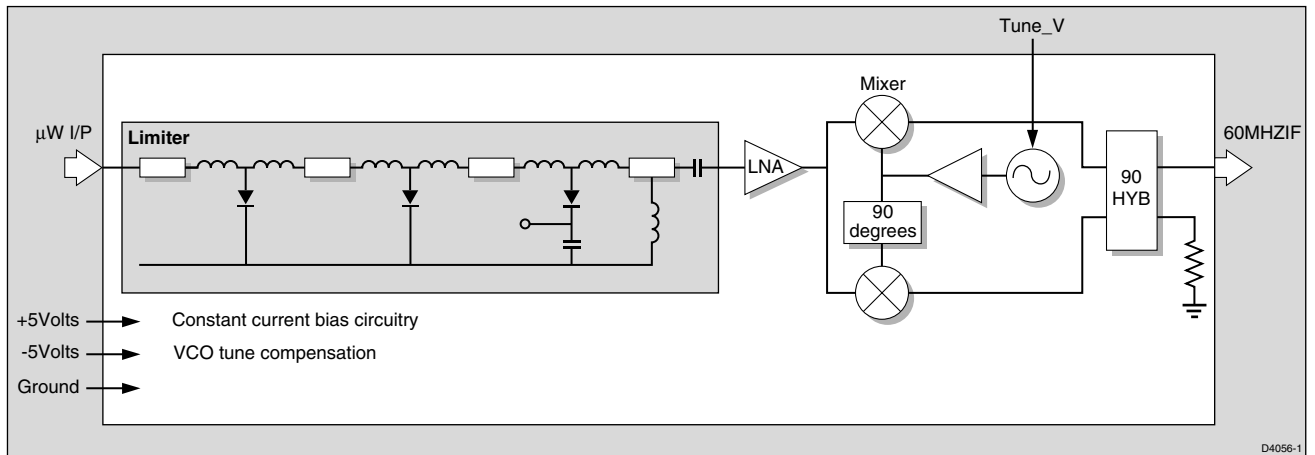 Tune_V
Mixer
µW I/P
Limiter
60MHZIF
LNA
90
HYB
90
degrees
+5Volts
Constant current bias circuitry
-5Volts
VCO tune compensation
Ground
D4056-1